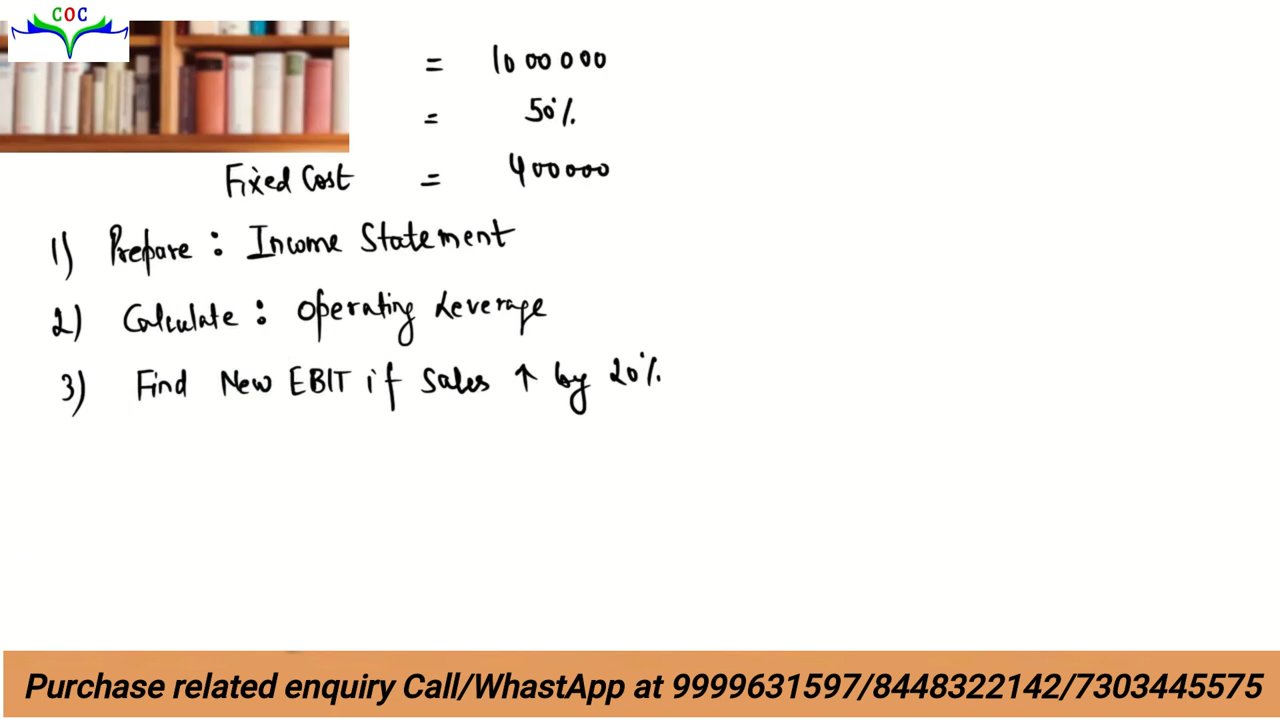 COC
= 1000000
= 50%
Fixed Cost = 400000
1) Prepare : Income Statement
2) Calculate : Operating Leverage
3) Find New EBIT if Sales ↑ by 20%
Purchase related enquiry Call/WhastApp at 9999631597/8448322142/7303445575